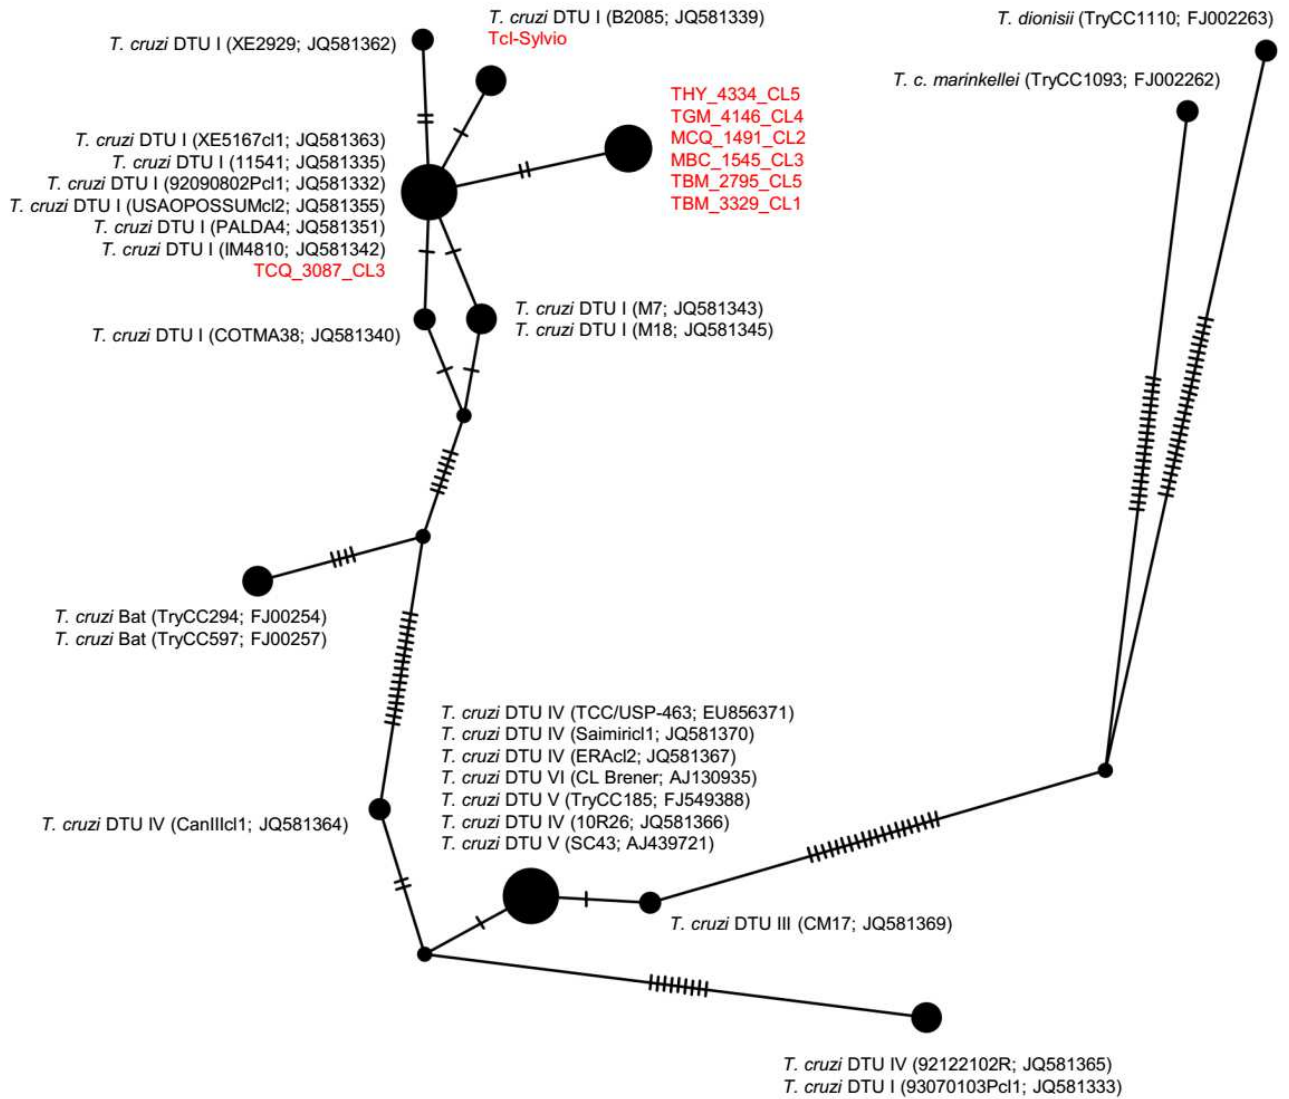 T. cruzi DTU I (B2085; JQ581339)
TcI-Sylvio
T. dionisii (TryCC1110; FJ002263)
T. cruzi DTU I (XE2929; JQ581362)
T. c. marinkellei (TryCC1093; FJ002262)
THY_4334_CL5
TGM_4146_CL4
MCQ_1491_CL2
MBC_1545_CL3
TBM_2795_CL5
TBM_3329_CL1
T. cruzi DTU I (XE5167cl1; JQ581363)
T. cruzi DTU I (11541; JQ581335)
T. cruzi DTU I (92090802Pcl1; JQ581332)
T. cruzi DTU I (USAOPOSSUMcl2; JQ581355)
T. cruzi DTU I (PALDA4; JQ581351)
T. cruzi DTU I (IM4810; JQ581342)
TCQ_3087_CL3
T. cruzi DTU I (M7; JQ581343)
T. cruzi DTU I (M18; JQ581345)
T. cruzi DTU I (COTMA38; JQ581340)
T. cruzi Bat (TryCC294; FJ00254)
T. cruzi Bat (TryCC597; FJ00257)
T. cruzi DTU IV (TCC/USP-463; EU856371)
T. cruzi DTU IV (Saimiricl1; JQ581370)
T. cruzi DTU IV (ERAcl2; JQ581367)
T. cruzi DTU VI (CL Brener; AJ130935)
T. cruzi DTU V (TryCC185; FJ549388)
T. cruzi DTU IV (10R26; JQ581366)
T. cruzi DTU V (SC43; AJ439721)
T. cruzi DTU IV (CanIIIcl1; JQ581364)
T. cruzi DTU III (CM17; JQ581369)
T. cruzi DTU IV (92122102R; JQ581365)
T. cruzi DTU I (93070103Pcl1; JQ581333)